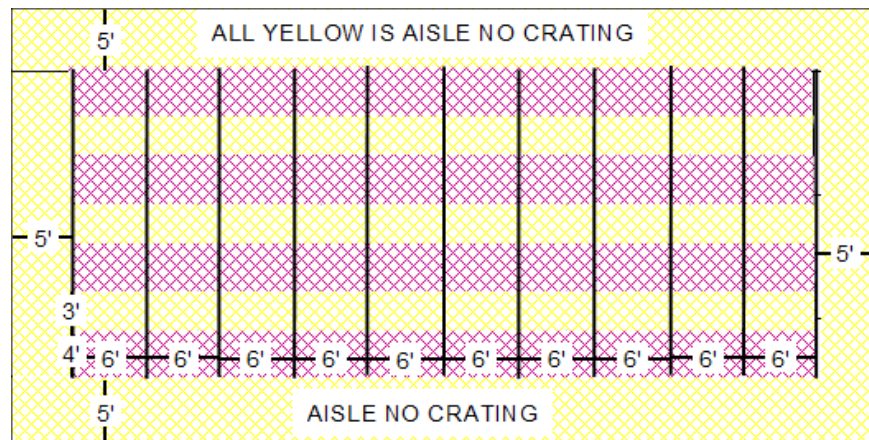 ALL YELLOW IS AISLE NO CRATING
5'
5'
5'
3'
4' 6' 6' 6' 6' 6' 6' 6' 6' 6' 6'
5'
AISLE NO CRATING